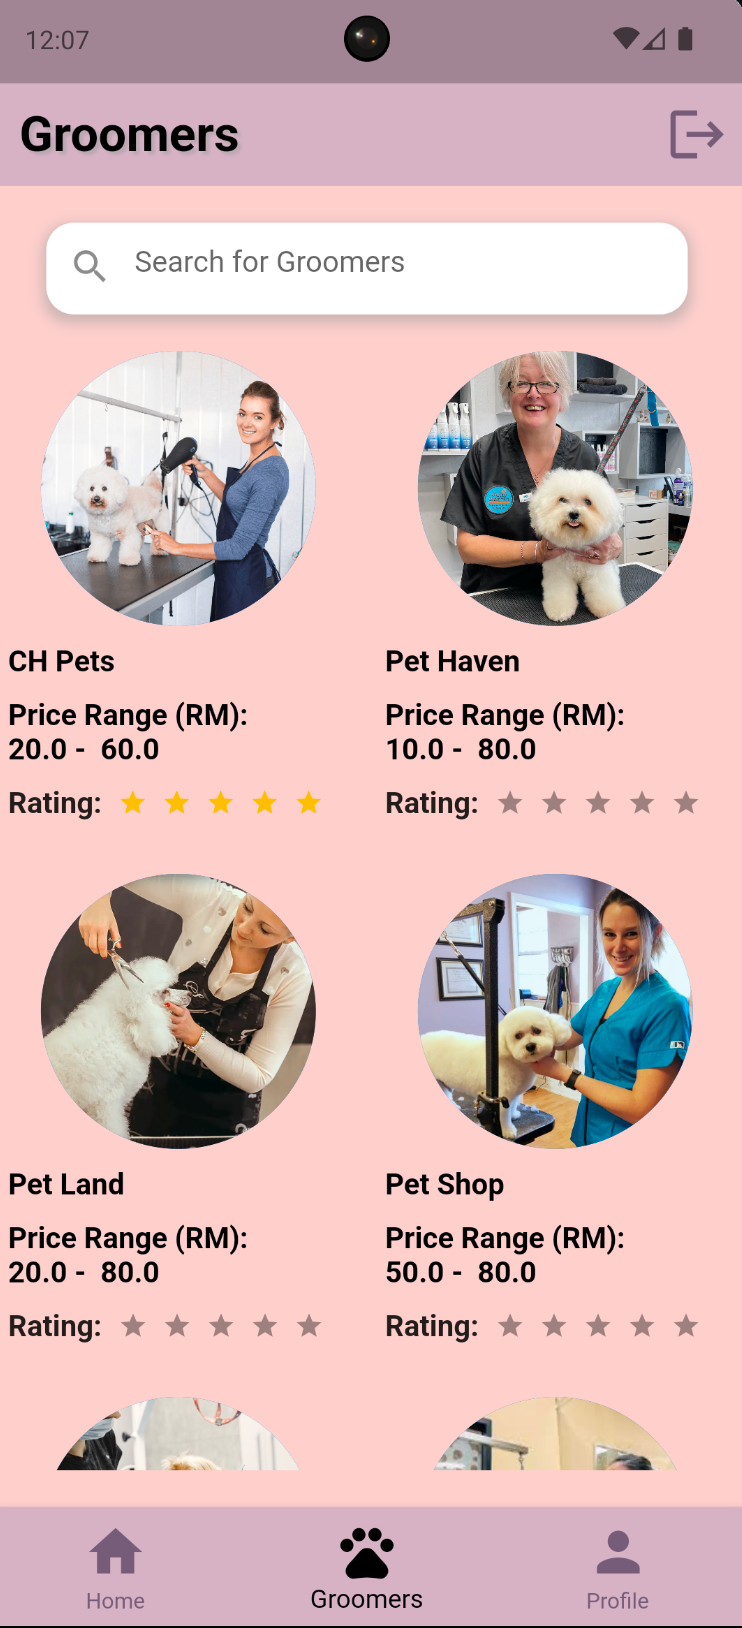 12:07
Groomers
Search for Groomers
CH Pets
Price Range (RM):
20.0 -  60.0
Rating:
Pet Haven
Price Range (RM):
10.0 -  80.0
Rating:
Pet Land
Price Range (RM):
20.0 -  80.0
Rating:
Pet Shop
Price Range (RM):
50.0 -  80.0
Rating:
Home
Groomers
Profile